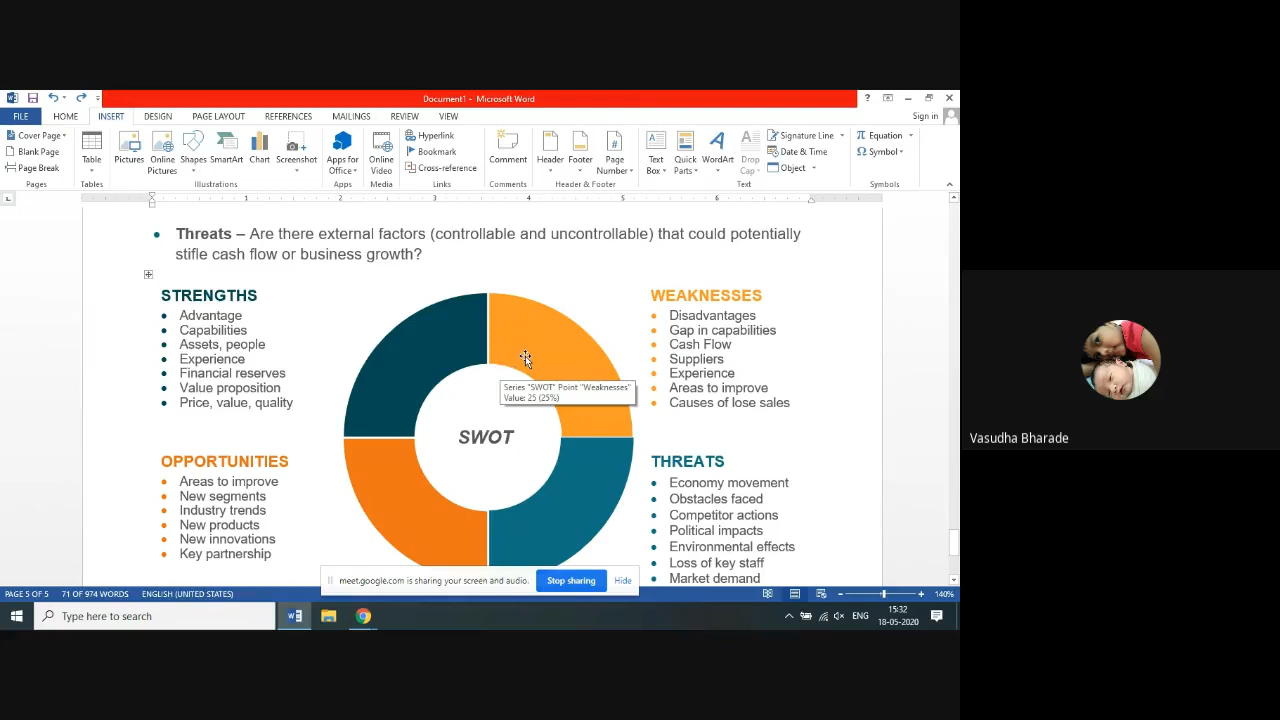 Document1 - Microsoft Word
FILE HOME INSERT DESIGN PAGE LAYOUT REFERENCES MAILINGS REVIEW VIEW Sign in
Cover Page
Blank Page
Page Break
Pages
Table
Tables
Pictures
Online Pictures
Shapes
SmartArt
Chart
Screenshot
Illustrations
Apps for Office
Apps
Online Video
Media
Hyperlink
Bookmark
Cross-reference
Links
Comment
Comments
Header
Footer
Page Number
Header & Footer
Text Box
Quick Parts
WordArt
Drop Cap
Signature Line
Date & Time
Object
Text
Equation
Symbol
Symbols
1 2 3 4 5 6
• Threats – Are there external factors (controllable and uncontrollable) that could potentially
stifle cash flow or business growth?
STRENGTHS
• Advantage
• Capabilities
• Assets, people
• Experience
• Financial reserves
• Value proposition
• Price, value, quality
WEAKNESSES
• Disadvantages
• Gap in capabilities
• Cash Flow
• Suppliers
• Experience
• Areas to improve
• Causes of lose sales
Series "SWOT" Point "Weaknesses"
Value: 25 (25%)
SWOT
OPPORTUNITIES
• Areas to improve
• New segments
• Industry trends
• New products
• New innovations
• Key partnership
THREATS
• Economy movement
• Obstacles faced
• Competitor actions
• Political impacts
• Environmental effects
• Loss of key staff
• Market demand
meet.google.com is sharing your screen and audio. Stop sharing Hide
PAGE 5 OF 5 71 OF 974 WORDS ENGLISH (UNITED STATES) 140%
Type here to search
ENG
15:32
18-05-2020
Vasudha Bharade